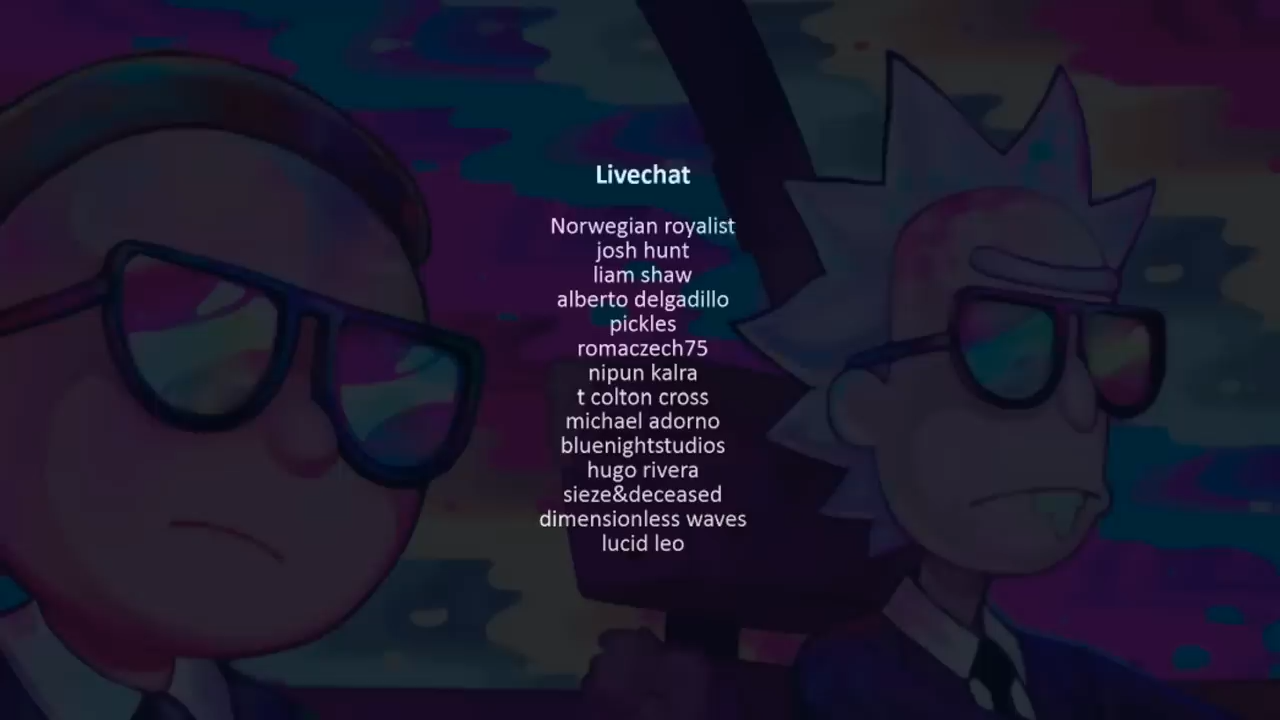 Livechat
Norwegian royalist
josh hunt
liam shaw
alberto delgadillo
pickles
romaczech75
nipun kalra
t colton cross
michael adorno
bluenightstudios
hugo rivera
sieze&deceased
dimensionless waves
lucid leo